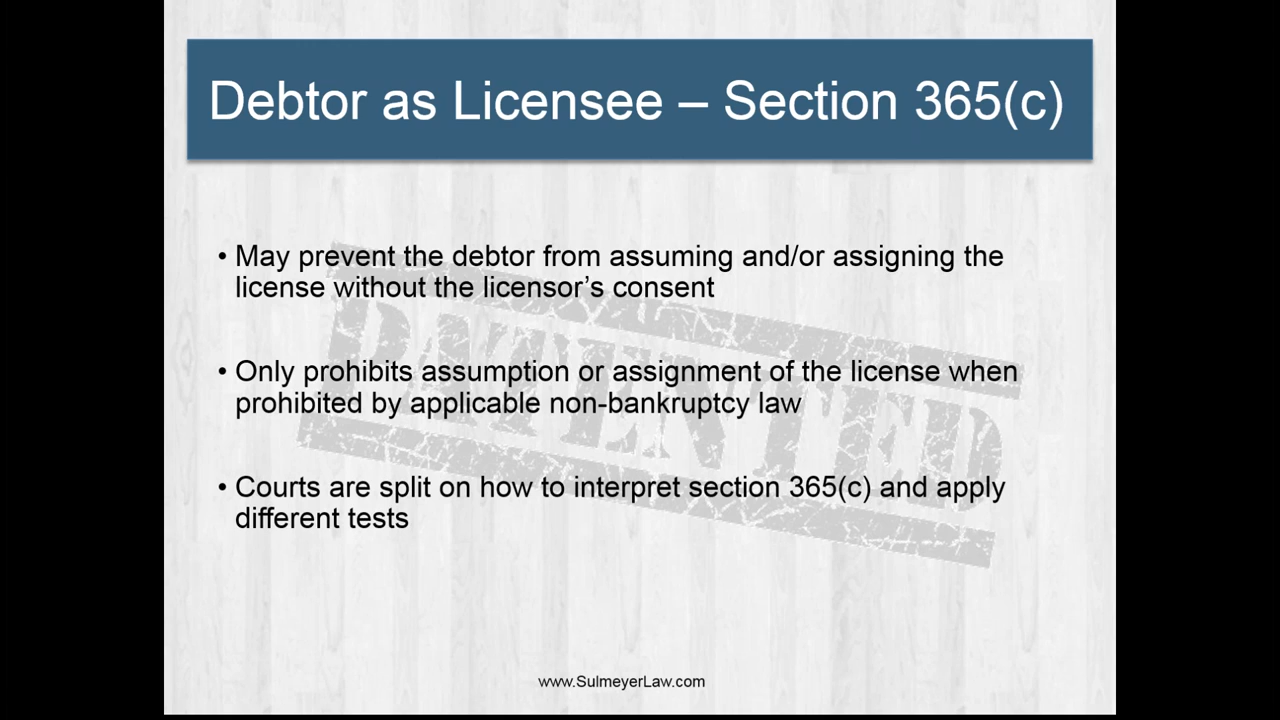 Debtor as Licensee – Section 365(c)
• May prevent the debtor from assuming and/or assigning the
license without the licensor’s consent
• Only prohibits assumption or assignment of the license when
prohibited by applicable non-bankruptcy law
• Courts are split on how to interpret section 365(c) and apply
different tests
PATENTED
www.SulmeyerLaw.com